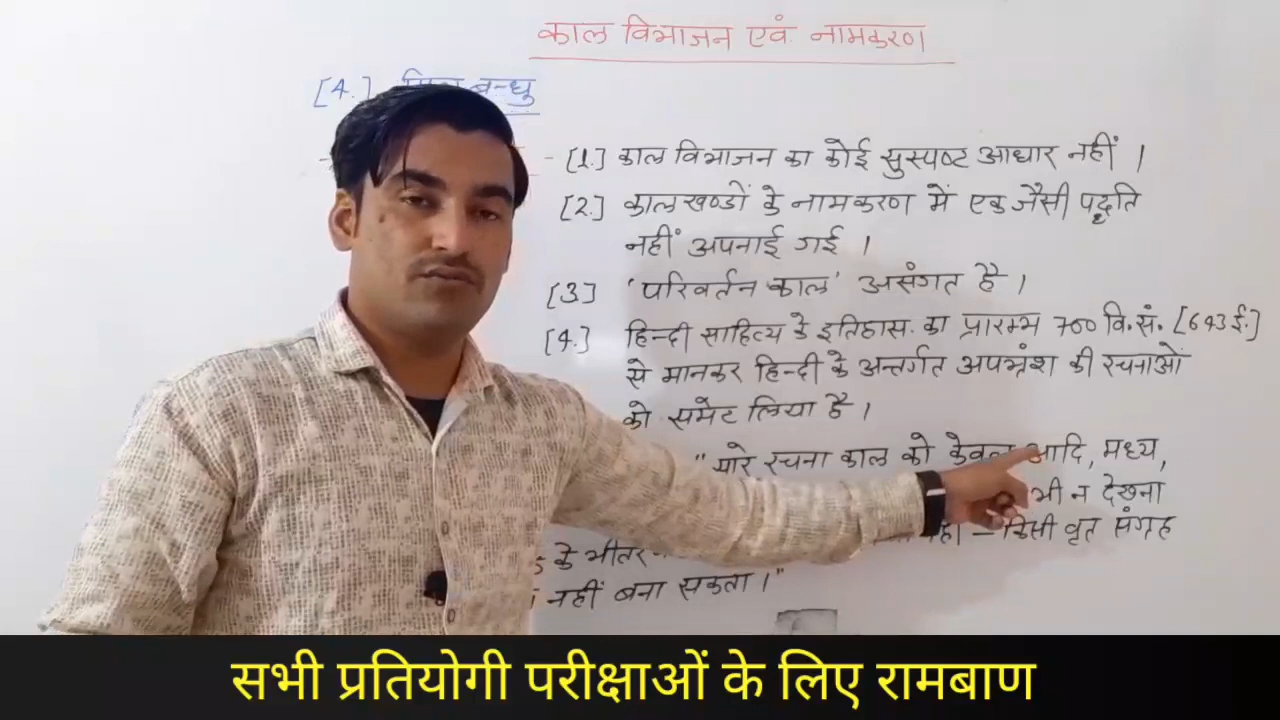 काल विभाजन एवं नामकरण
[4.] बन्धु
- [1.] काल विभाजन का कोई सुस्पष्ट आधार नहीं ।
[2.] कालखण्डों के नामकरण में एक जैसी पद्धति
नहीं अपनाई गई ।
[3] 'परिवर्तन काल' असंगत है ।
[4.] हिन्दी साहित्य के इतिहास. का प्रारम्भ 700 वि.सं. [643ई.]
से मानकर हिन्दी के अन्तर्गत अपभ्रंश की रचनाओं
को समेट लिया है ।
" सारे रचना काल को केवल आदि, मध्य,
भी न देखना
के भीतर - किसी वृत संग्रह
नहीं बना सकता ।"
सभी प्रतियोगी परीक्षाओं के लिए रामबाण